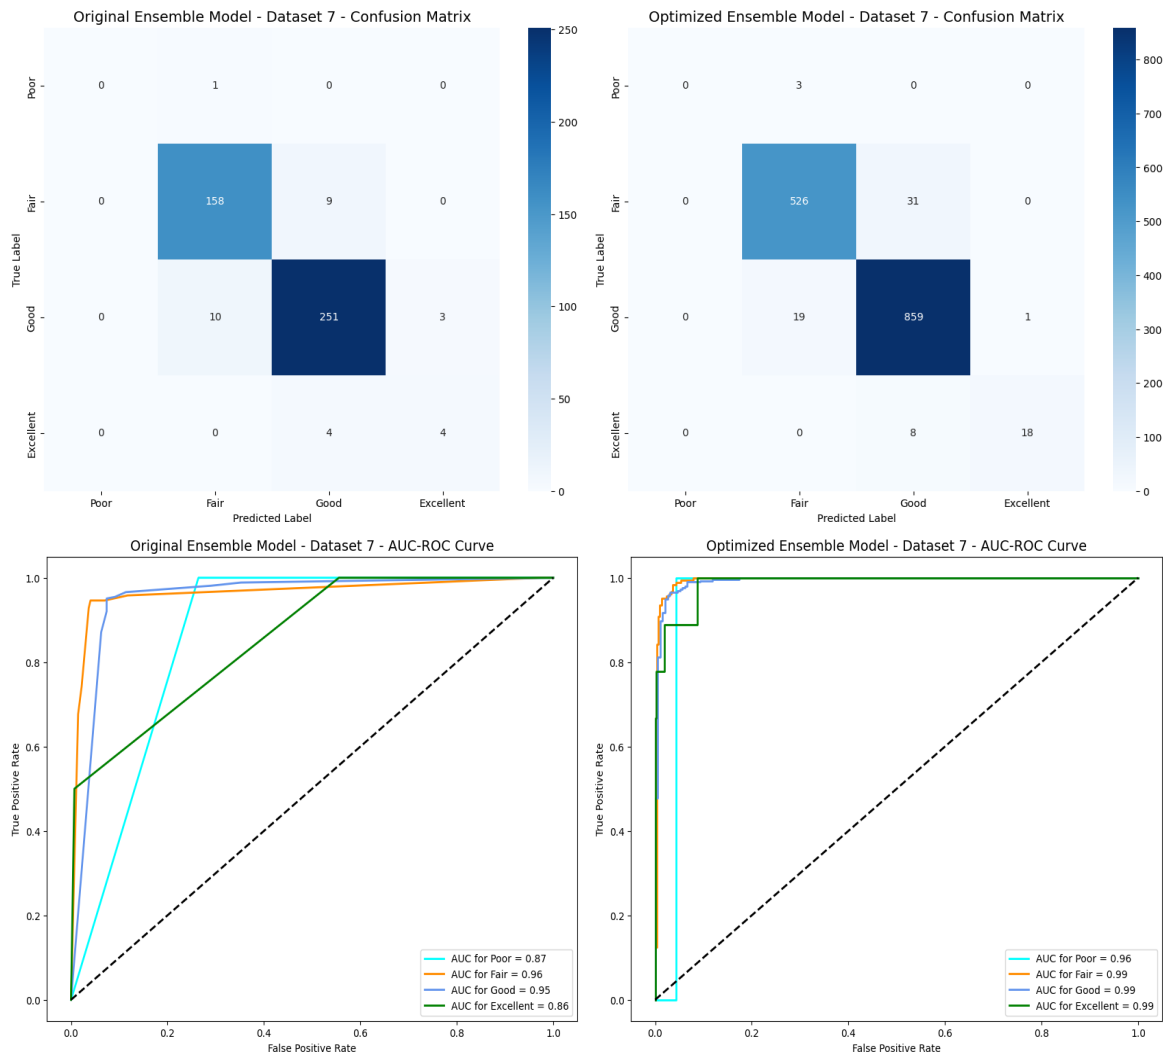 Original Ensemble Model - Dataset 7 - Confusion Matrix
Poor
Fair
Good
Excellent
True Label
0 1 0 0
0 158 9 0
0 10 251 3
0 0 4 4
Poor Fair Good Excellent
Predicted Label
250
200
150
100
50
0
Optimized Ensemble Model - Dataset 7 - Confusion Matrix
Poor
Fair
Good
Excellent
True Label
0 3 0 0
0 526 31 0
0 19 859 1
0 0 8 18
Poor Fair Good Excellent
Predicted Label
800
700
600
500
400
300
200
100
0
Original Ensemble Model - Dataset 7 - AUC-ROC Curve
True Positive Rate
1.0
0.8
0.6
0.4
0.2
0.0
AUC for Poor = 0.87
AUC for Fair = 0.96
AUC for Good = 0.95
AUC for Excellent = 0.86
0.0 0.2 0.4 0.6 0.8 1.0
False Positive Rate
Optimized Ensemble Model - Dataset 7 - AUC-ROC Curve
True Positive Rate
1.0
0.8
0.6
0.4
0.2
0.0
AUC for Poor = 0.96
AUC for Fair = 0.99
AUC for Good = 0.99
AUC for Excellent = 0.99
0.0 0.2 0.4 0.6 0.8 1.0
False Positive Rate